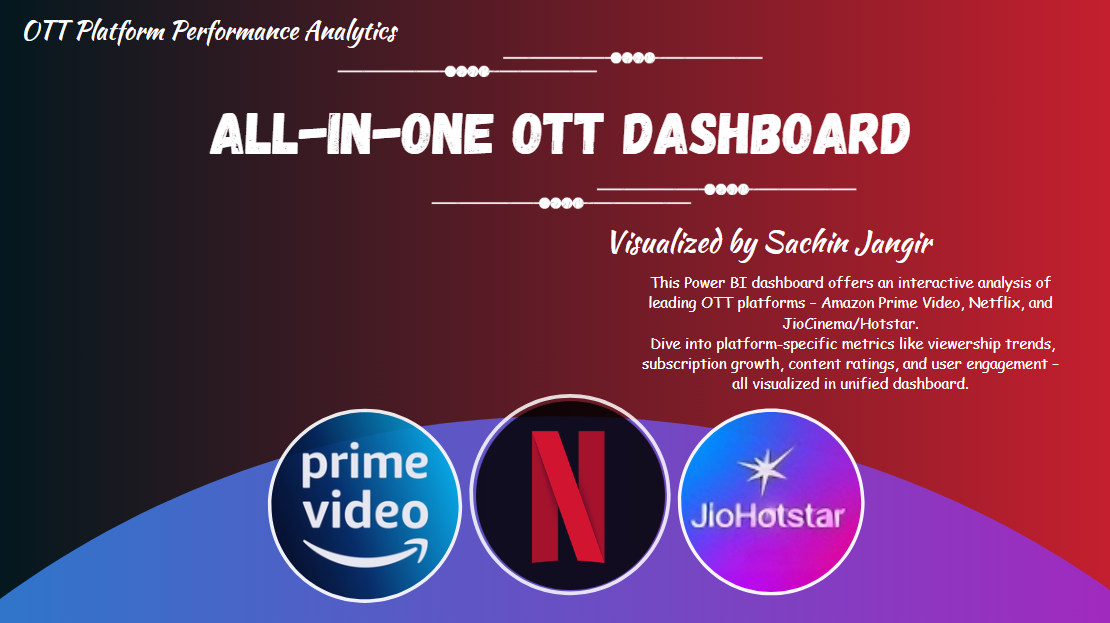 OTT Platform Performance Analytics
ALL-IN-ONE OTT DASHBOARD
Visualized by Sachin Jangir
This Power BI dashboard offers an interactive analysis of
leading OTT platforms – Amazon Prime Video, Netflix, and
JioCinema/Hotstar.
Dive into platform-specific metrics like viewership trends,
subscription growth, content ratings, and user engagement –
all visualized in unified dashboard.
prime
video
N
JioHotstar